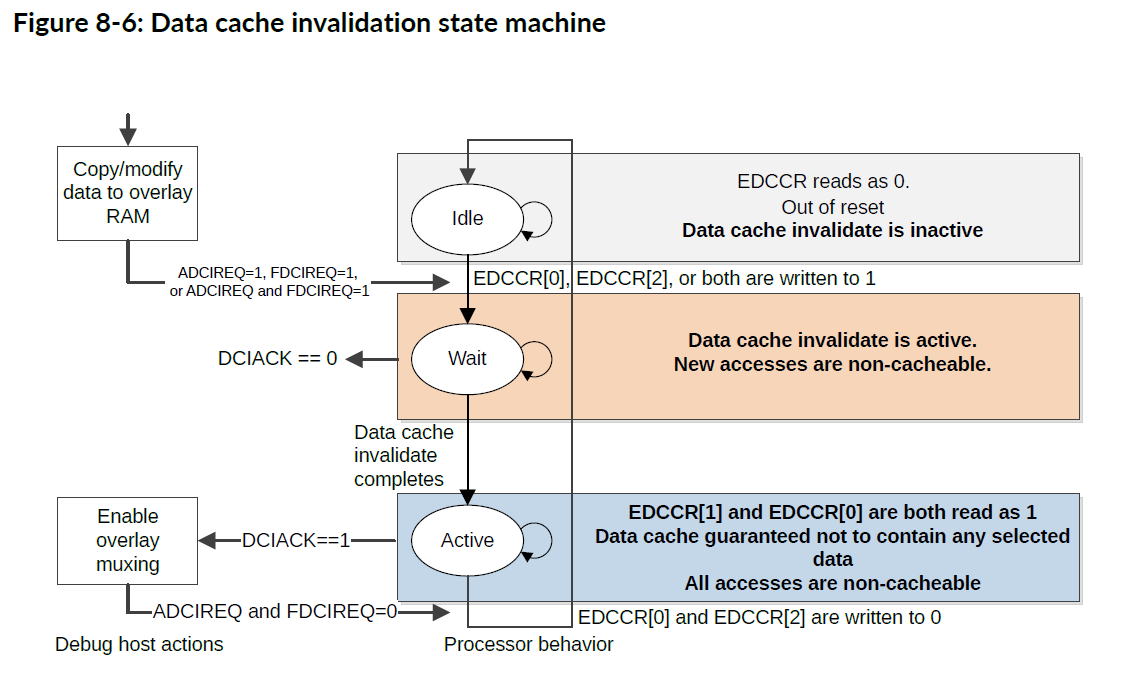 Figure 8-6: Data cache invalidation state machine
Copy/modify
data to overlay
RAM
EDCCR reads as 0.
Out of reset
Data cache invalidate is inactive
Idle
ADCIREQ=1, FDCIREQ=1,
or ADCIREQ and FDCIREQ=1
EDCCR[0], EDCCR[2], or both are written to 1
Data cache invalidate is active.
New accesses are non-cacheable.
DCIACK == 0
Wait
Data cache
invalidate
completes
Enable
overlay
muxing
DCIACK==1
Active
EDCCR[1] and EDCCR[0] are both read as 1
Data cache guaranteed not to contain any selected
data
All accesses are non-cacheable
ADCIREQ and FDCIREQ=0
EDCCR[0] and EDCCR[2] are written to 0
Debug host actions
Processor behavior